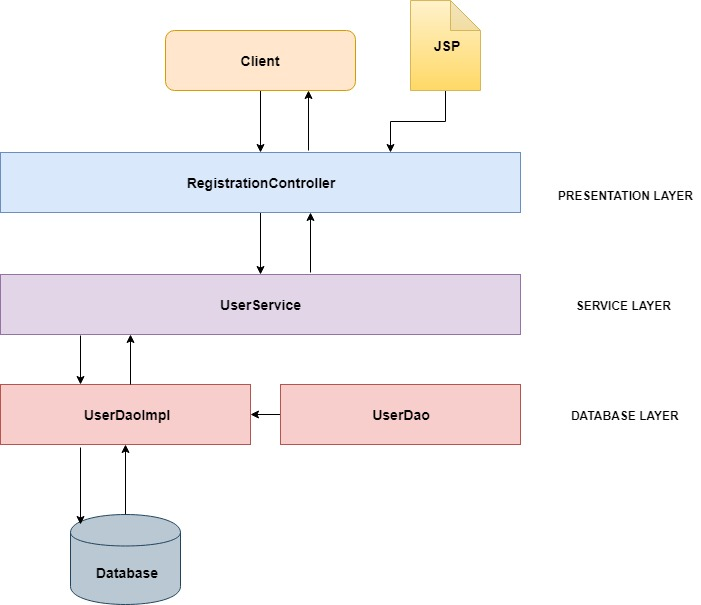 JSP
Client
RegistrationController
PRESENTATION LAYER
UserService
SERVICE LAYER
UserDaoImpl
UserDao
DATABASE LAYER
Database